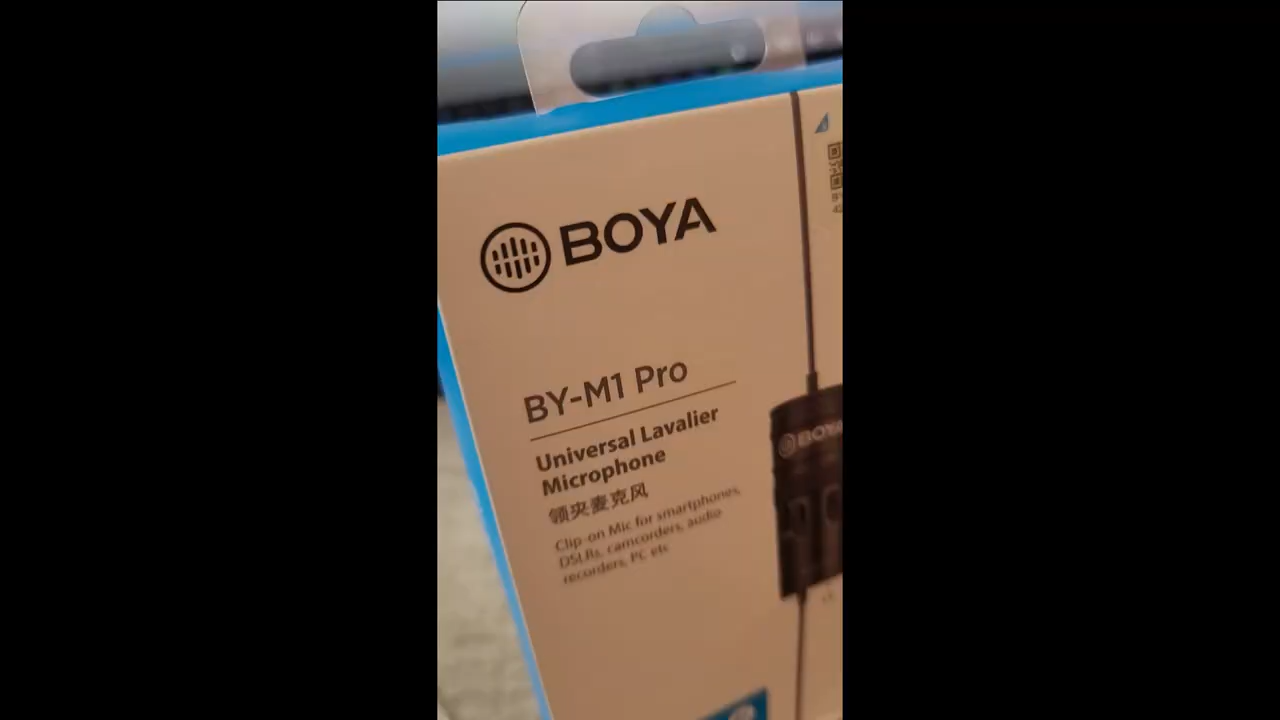 BOYA
BY-M1 Pro
Universal Lavalier
Microphone
领夹麦克风
Clip-on Mic for smartphones,
DSLRs, camcorders, audio
recorders, PC etc
BOYA